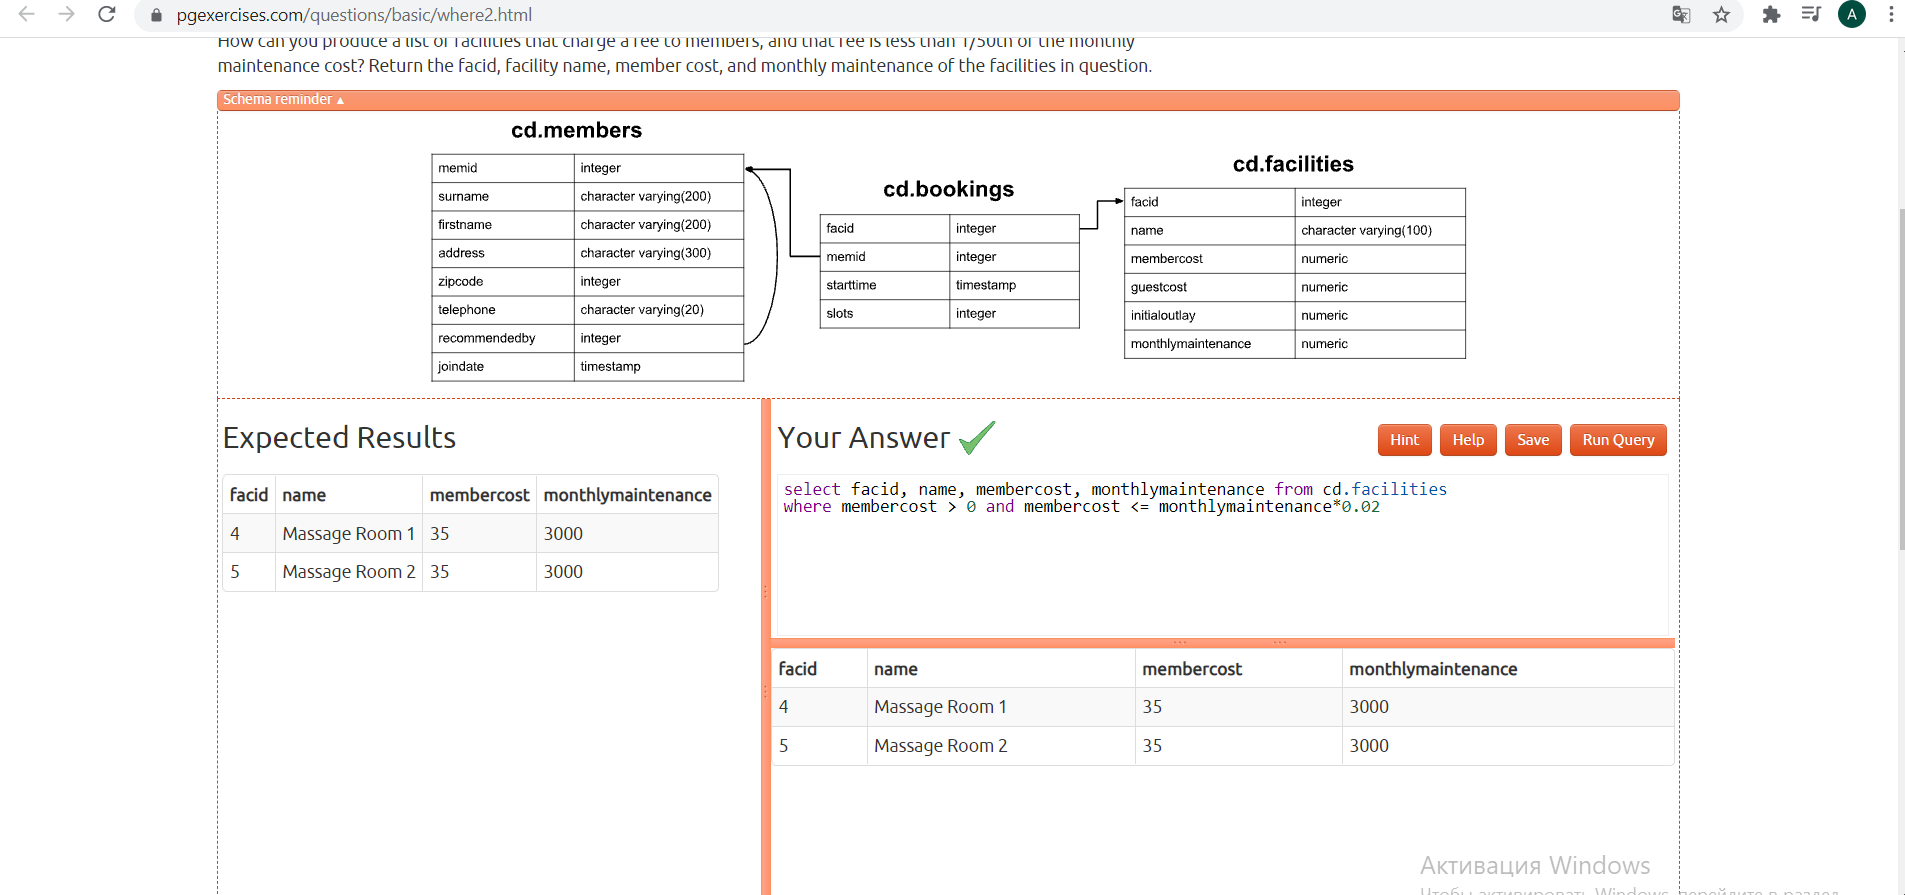 pgexercises.com/questions/basic/where2.html
A
How can you produce a list of facilities that charge a fee to members, and that fee is less than 1/50th of the monthly
maintenance cost? Return the facid, facility name, member cost, and monthly maintenance of the facilities in question.
Schema reminder ▲
cd.members
memid integer
surname character varying(200)
firstname character varying(200)
address character varying(300)
zipcode integer
telephone character varying(20)
recommendedby integer
joindate timestamp
cd.bookings
facid integer
memid integer
starttime timestamp
slots integer
cd.facilities
facid integer
name character varying(100)
membercost numeric
guestcost numeric
initialoutlay numeric
monthlymaintenance numeric
Expected Results
facid name membercost monthlymaintenance
4 Massage Room 1 35 3000
5 Massage Room 2 35 3000
Your Answer
Hint Help Save Run Query
select facid, name, membercost, monthlymaintenance from cd.facilities
where membercost > 0 and membercost <= monthlymaintenance*0.02
facid name membercost monthlymaintenance
4 Massage Room 1 35 3000
5 Massage Room 2 35 3000
Активация Windows
Чтобы активировать Windows, перейдите в раздел